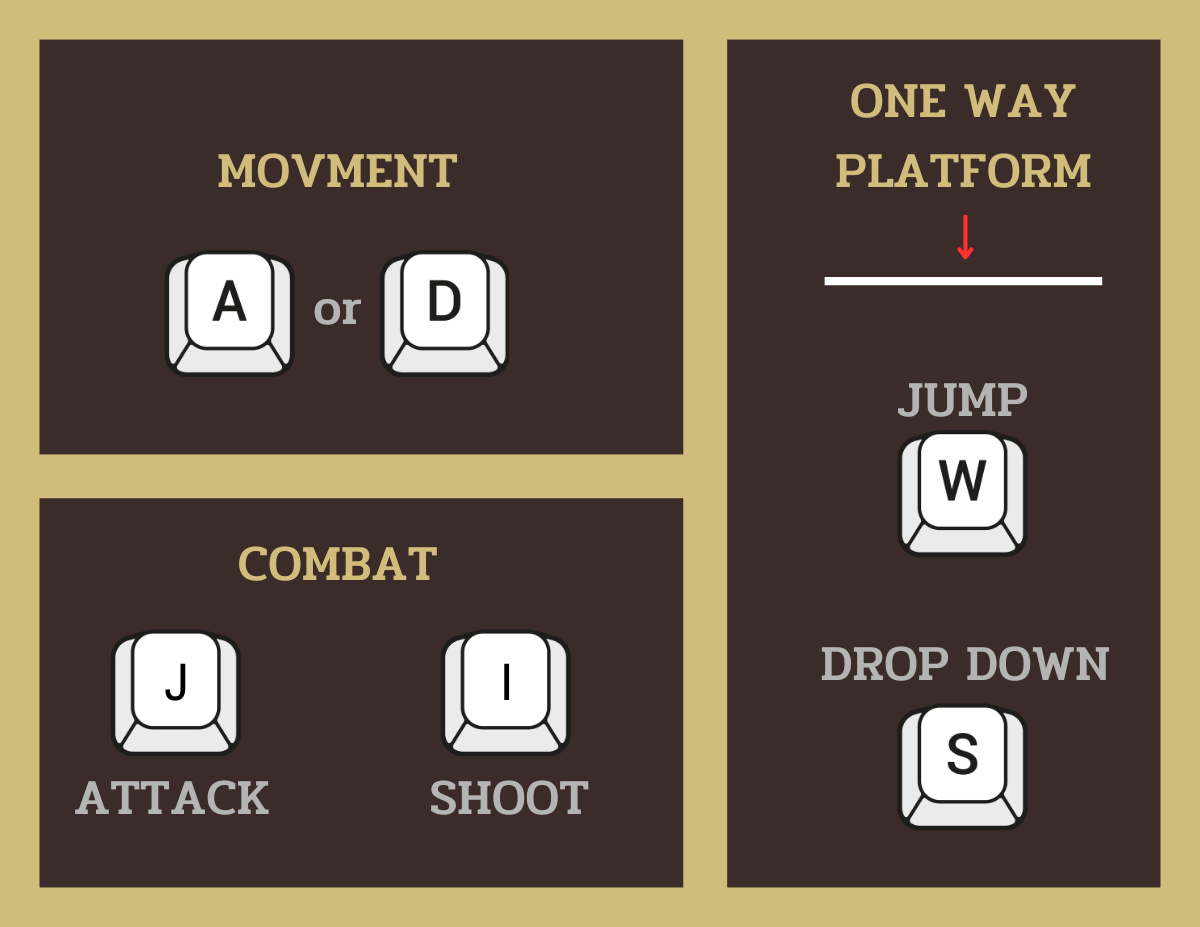 MOVMENT
A or D
COMBAT
J I
ATTACK SHOOT
ONE WAY
PLATFORM
JUMP
W
DROP DOWN
S